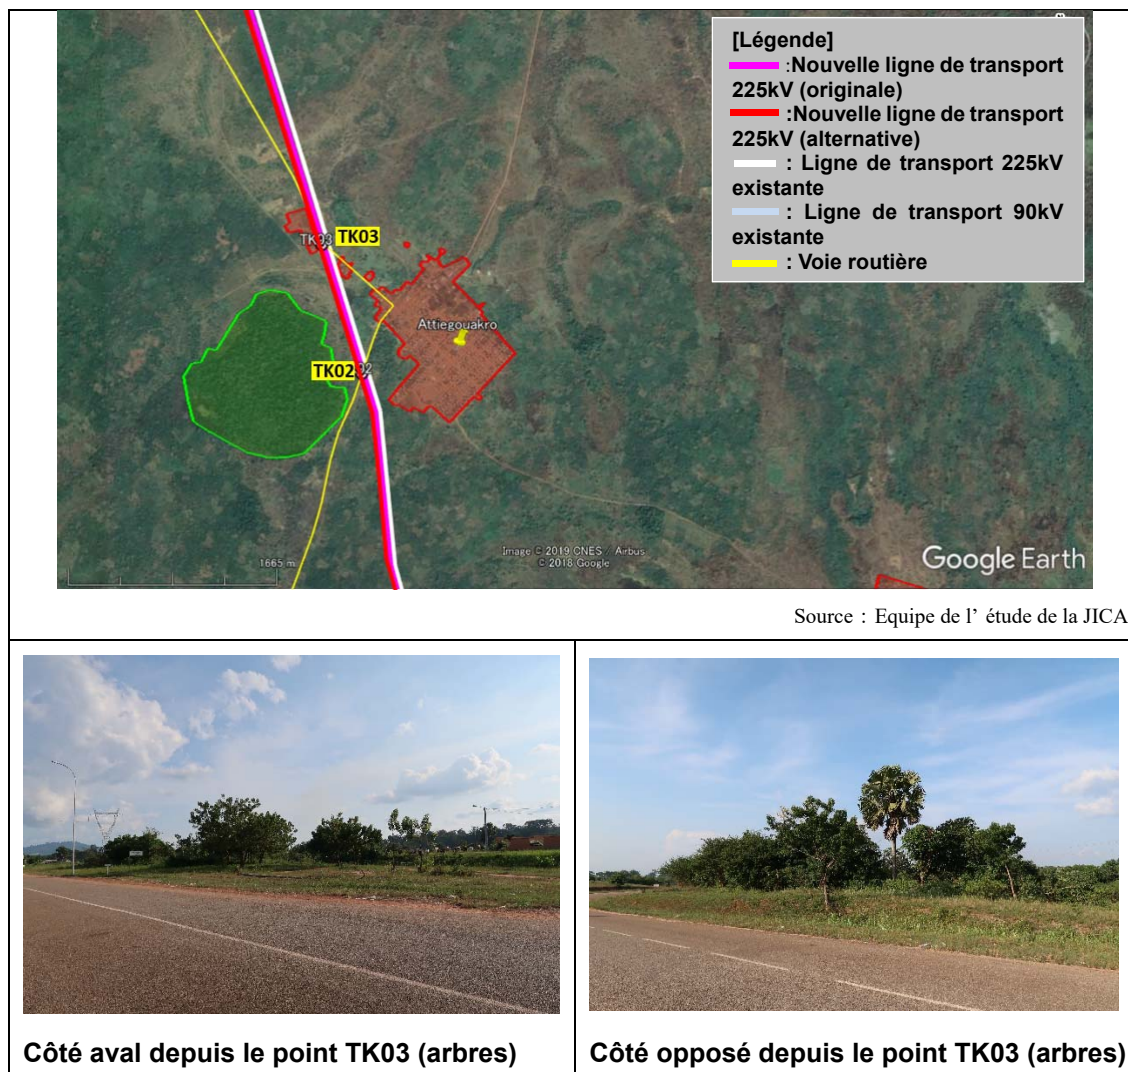 [Légende]
:Nouvelle ligne de transport
225kV (originale)
:Nouvelle ligne de transport
225kV (alternative)
: Ligne de transport 225kV
existante
: Ligne de transport 90kV
existante
: Voie routière
TK03 TK03
Attiegouakro
TK02
1665 m
Image © 2019 CNES / Airbus
© 2018 Google
Google Earth
Source : Equipe de l’ étude de la JICA
Côté aval depuis le point TK03 (arbres)
Côté opposé depuis le point TK03 (arbres)